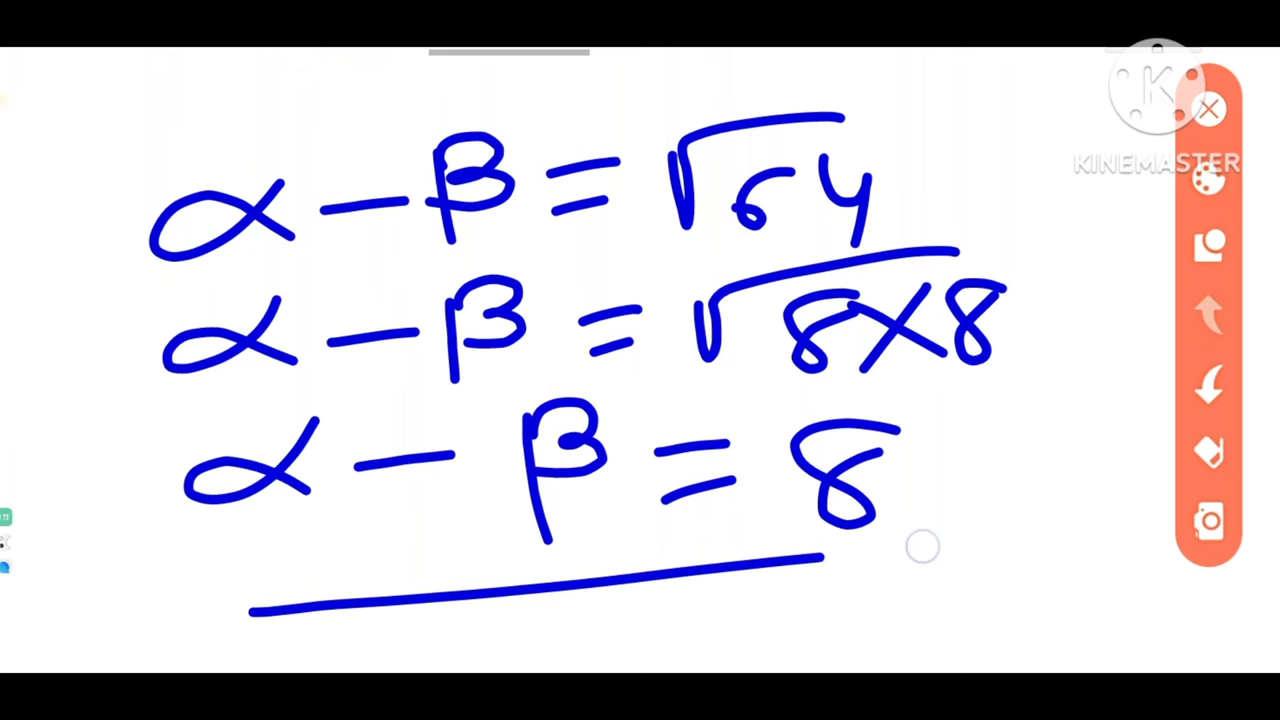 K
KINEMASTER
α - β = √64
α - β = √8×8
α - β = 8